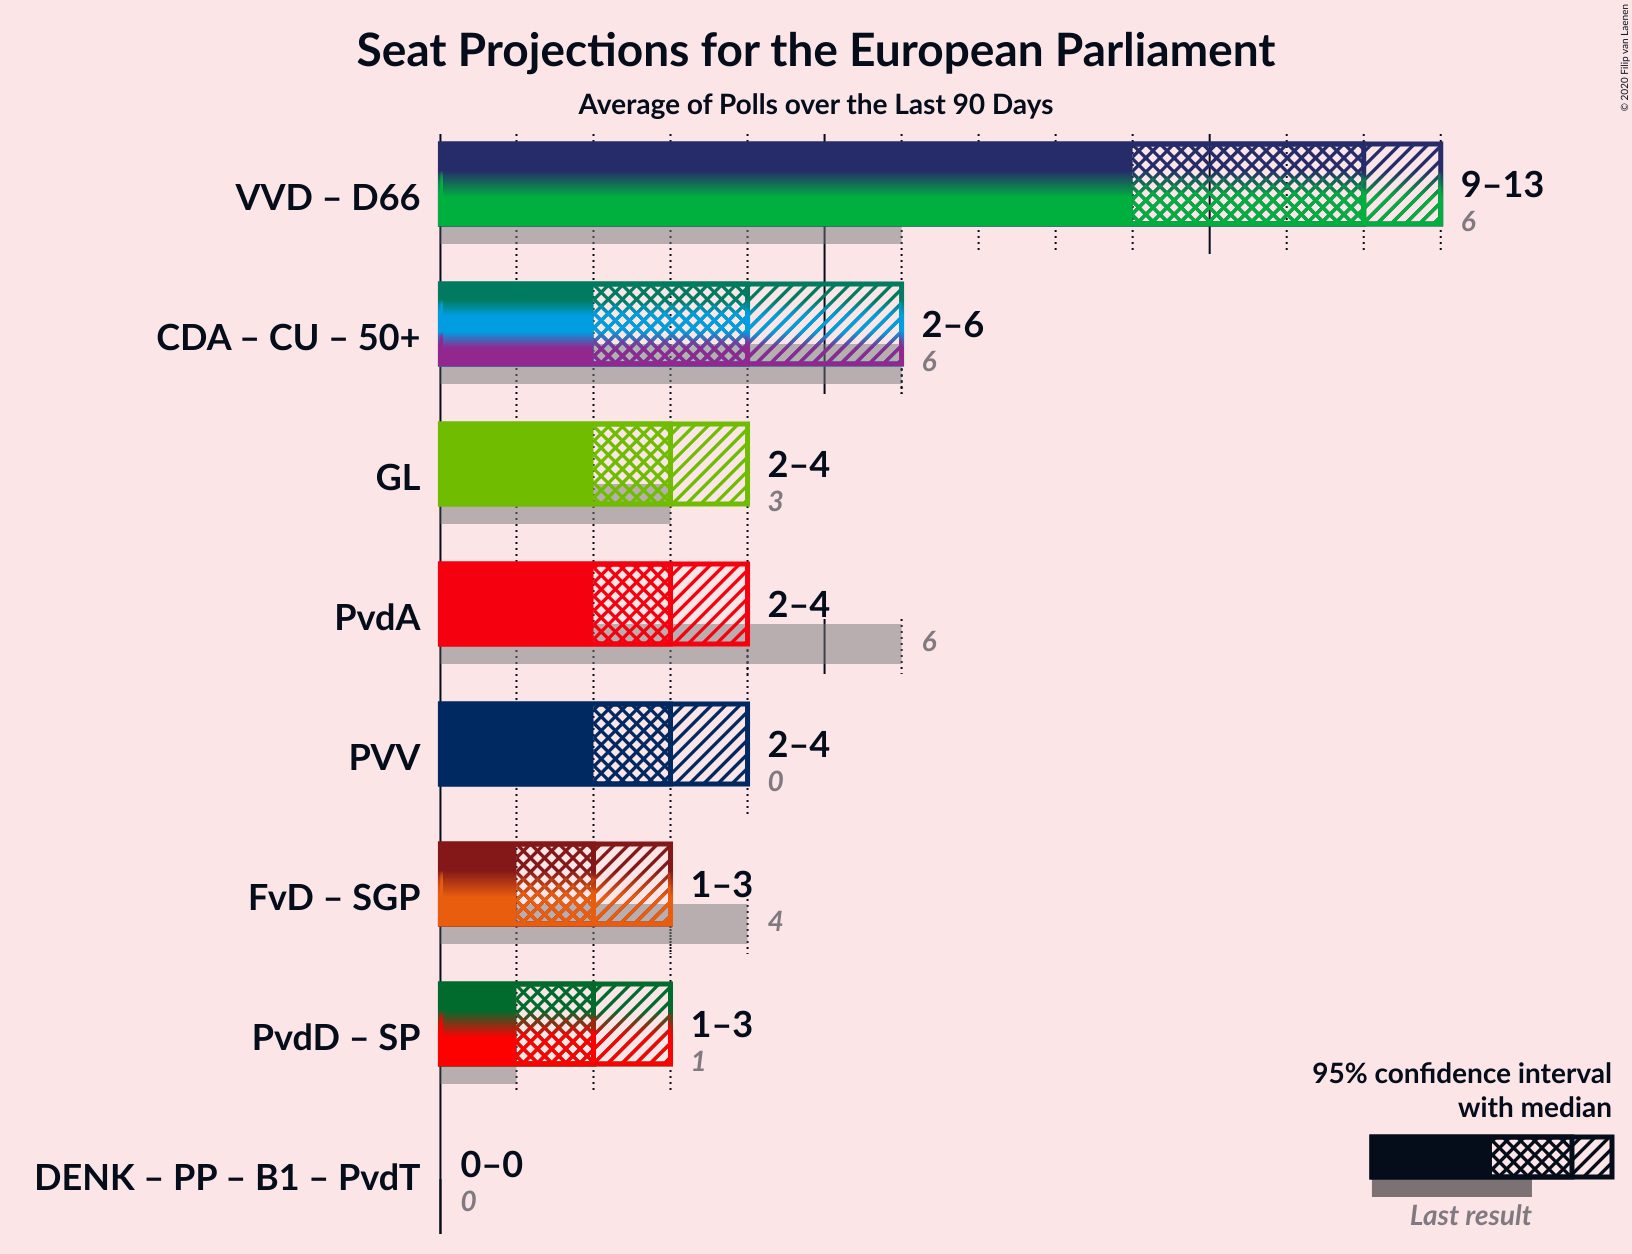 Seat Projections for the European Parliament
Average of Polls over the Last 90 Days
© 2020 Filip van Laenen
VVD – D66
9–13
6
CDA – CU – 50+
2–6
6
GL
2–4
3
PvdA
2–4
6
PVV
2–4
0
FvD – SGP
1–3
4
PvdD – SP
1–3
1
DENK – PP – B1 – PvdT
0–0
0
95% confidence interval
with median
Last result